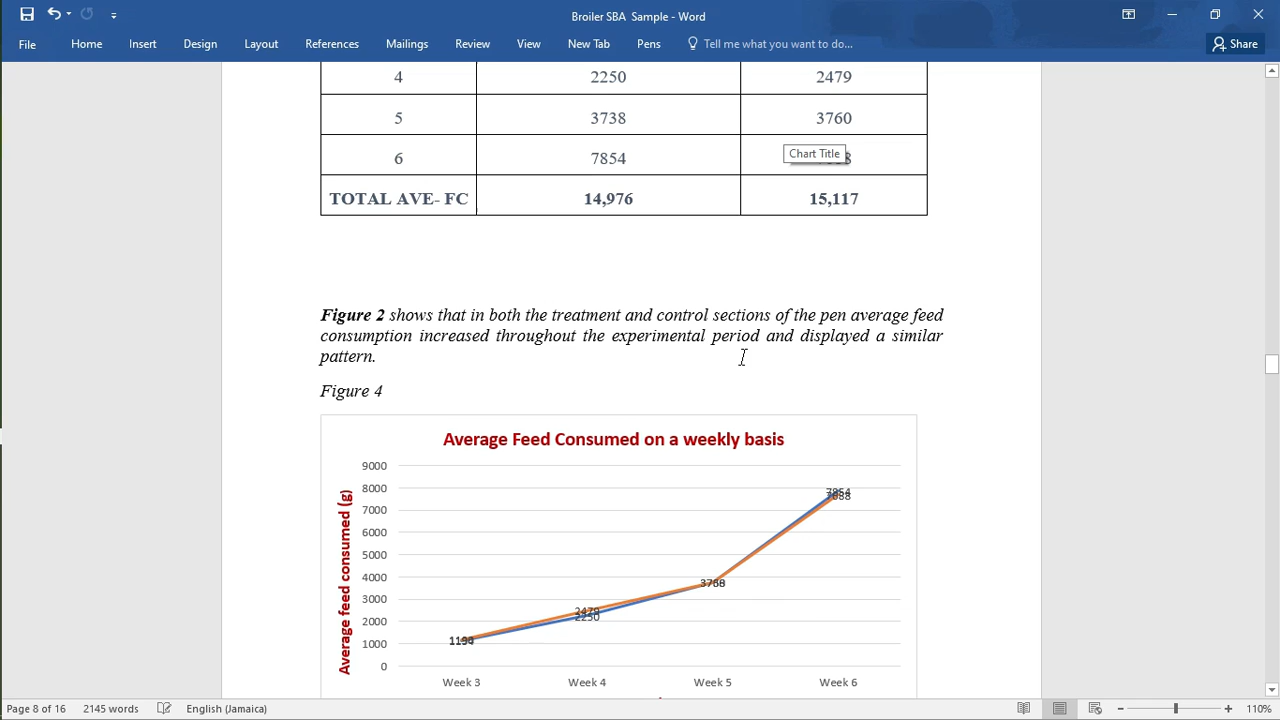 Broiler SBA Sample - Word
File Home Insert Design Layout References Mailings Review View New Tab Pens Tell me what you want to do... Share
4 2250 2479
5 3738 3760
6 7854
Chart Title
TOTAL AVE- FC 14,976 15,117
Figure 2 shows that in both the treatment and control sections of the pen average feed
consumption increased throughout the experimental period and displayed a similar
pattern.
Figure 4
Average Feed Consumed on a weekly basis
Average feed consumed (g)
9000
8000
7000
6000
5000
4000
3000
2000
1000
0
7854
2479
2250
Week 3 Week 4 Week 5 Week 6
Page 8 of 16 2145 words English (Jamaica) 110%